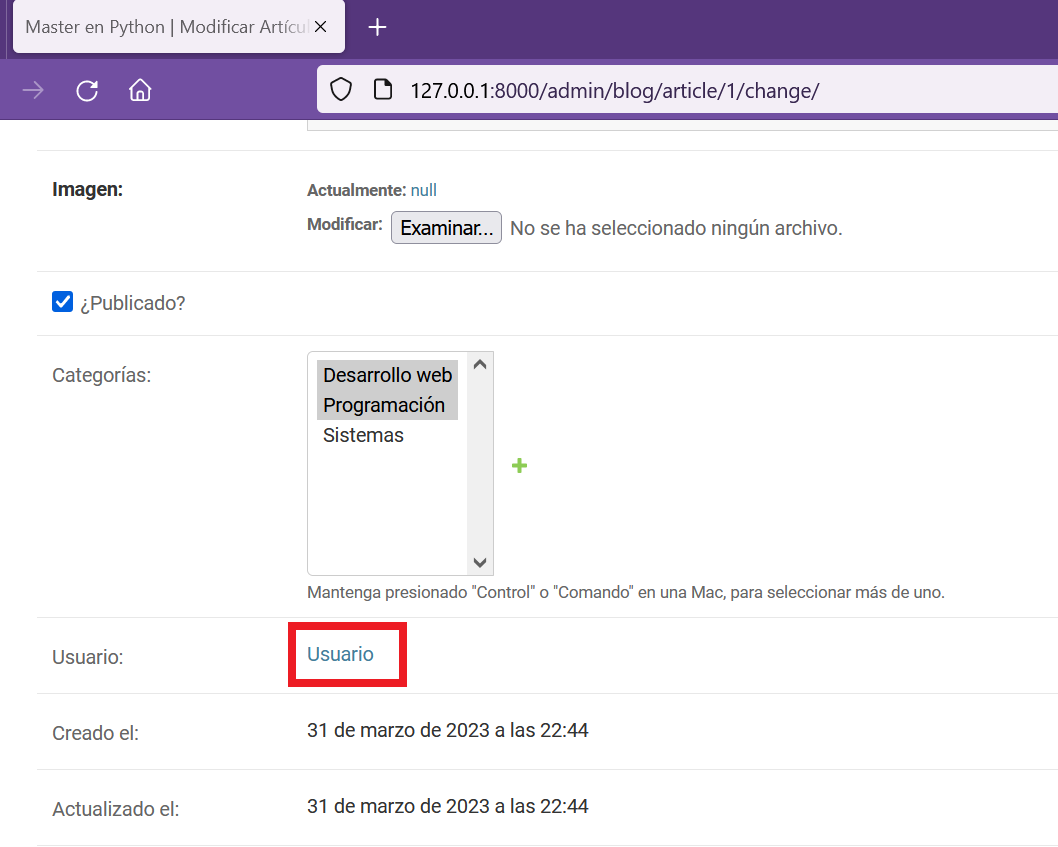 Master en Python | Modificar Artícul
127.0.0.1:8000/admin/blog/article/1/change/
Imagen:
Actualmente: null
Modificar: Examinar... No se ha seleccionado ningún archivo.
¿Publicado?
Categorías:
Desarrollo web
Programación
Sistemas
Mantenga presionado "Control" o "Comando" en una Mac, para seleccionar más de uno.
Usuario: Usuario
Creado el: 31 de marzo de 2023 a las 22:44
Actualizado el: 31 de marzo de 2023 a las 22:44